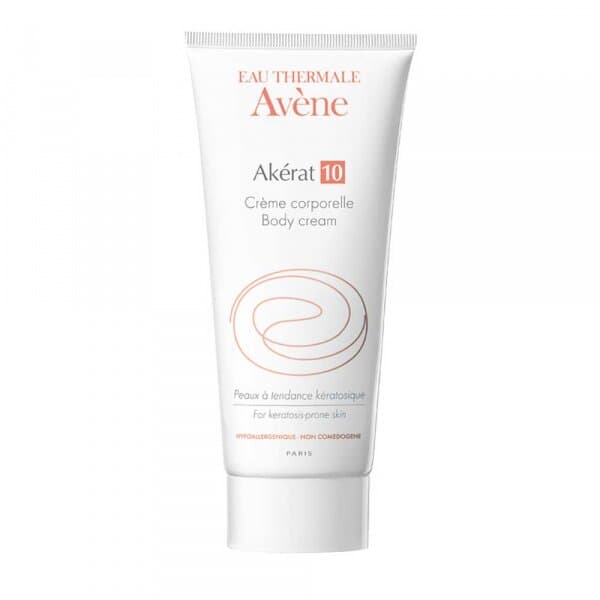 EAU THERMALE
Avène
Akérat 10
Crème corporelle
Body cream
Peaux à tendance kératosique
For keratosis-prone skin
HYPOALLERGENIQUE - NON COMEDOGENE
PARIS